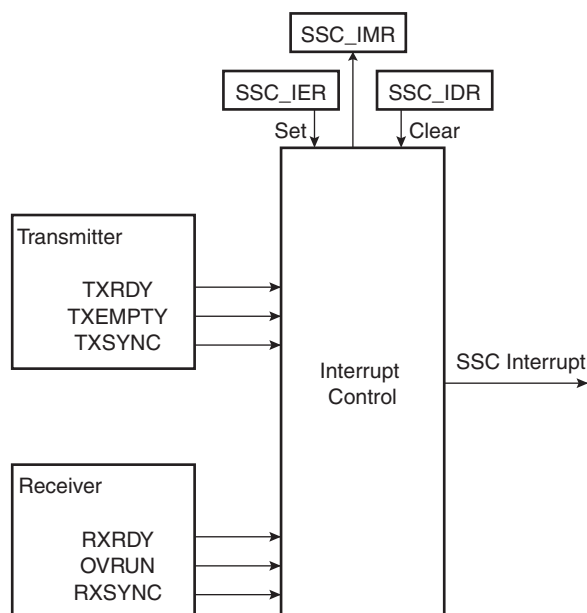 SSC_IMR
SSC_IER
SSC_IDR
Set
Clear
Transmitter
TXRDY
TXEMPTY
TXSYNC
Interrupt
Control
SSC Interrupt
Receiver
RXRDY
OVRUN
RXSYNC